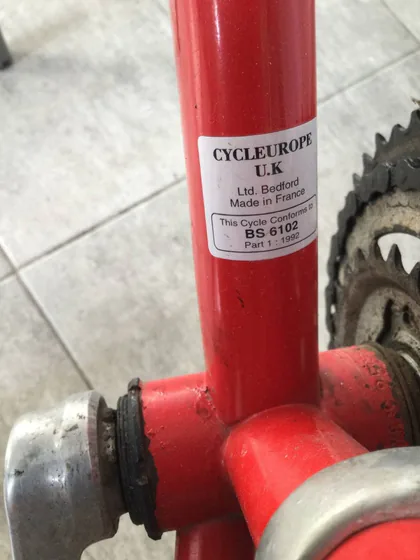 CYCLEUROPE
U.K
Ltd. Bedford
Made in France
This Cycle Conforms to
BS 6102
Part 1 : 1992